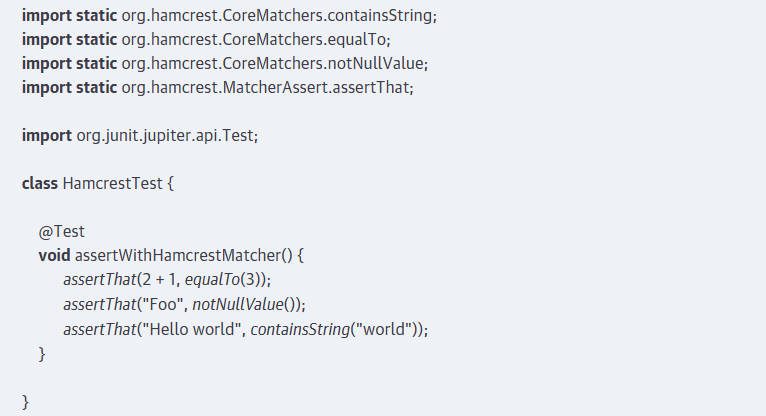 import static org.hamcrest.CoreMatchers.containsString;
import static org.hamcrest.CoreMatchers.equalTo;
import static org.hamcrest.CoreMatchers.notNullValue;
import static org.hamcrest.MatcherAssert.assertThat;
import org.junit.jupiter.api.Test;
class HamcrestTest {
@Test
void assertWithHamcrestMatcher() {
assertThat(2 + 1, equalTo(3));
assertThat("Foo", notNullValue());
assertThat("Hello world", containsString("world"));
}
}